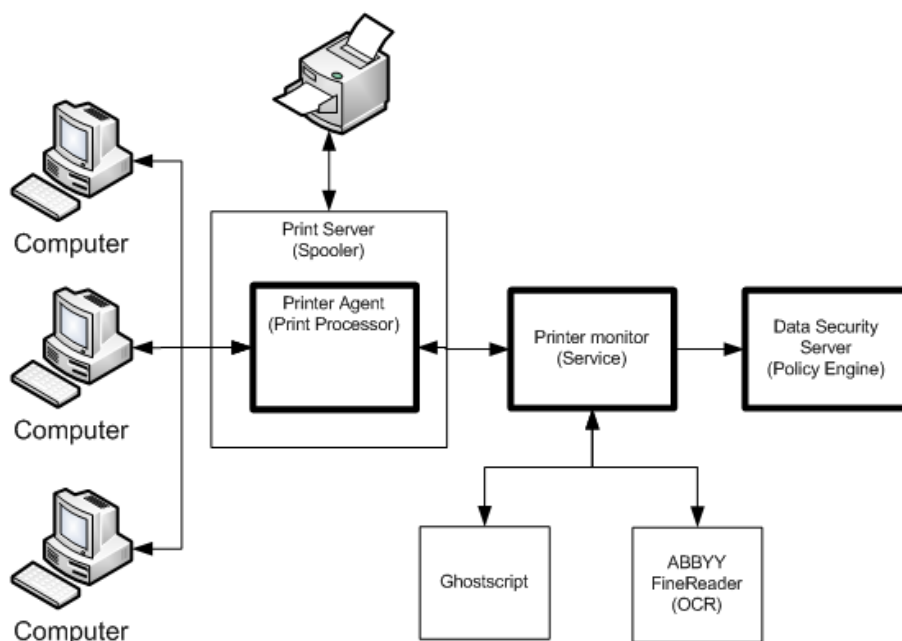 Computer
Computer
Computer
Print Server
(Spooler)
Printer Agent
(Print Processor)
Printer monitor
(Service)
Data Security
Server
(Policy Engine)
Ghostscript
ABBYY
FineReader
(OCR)